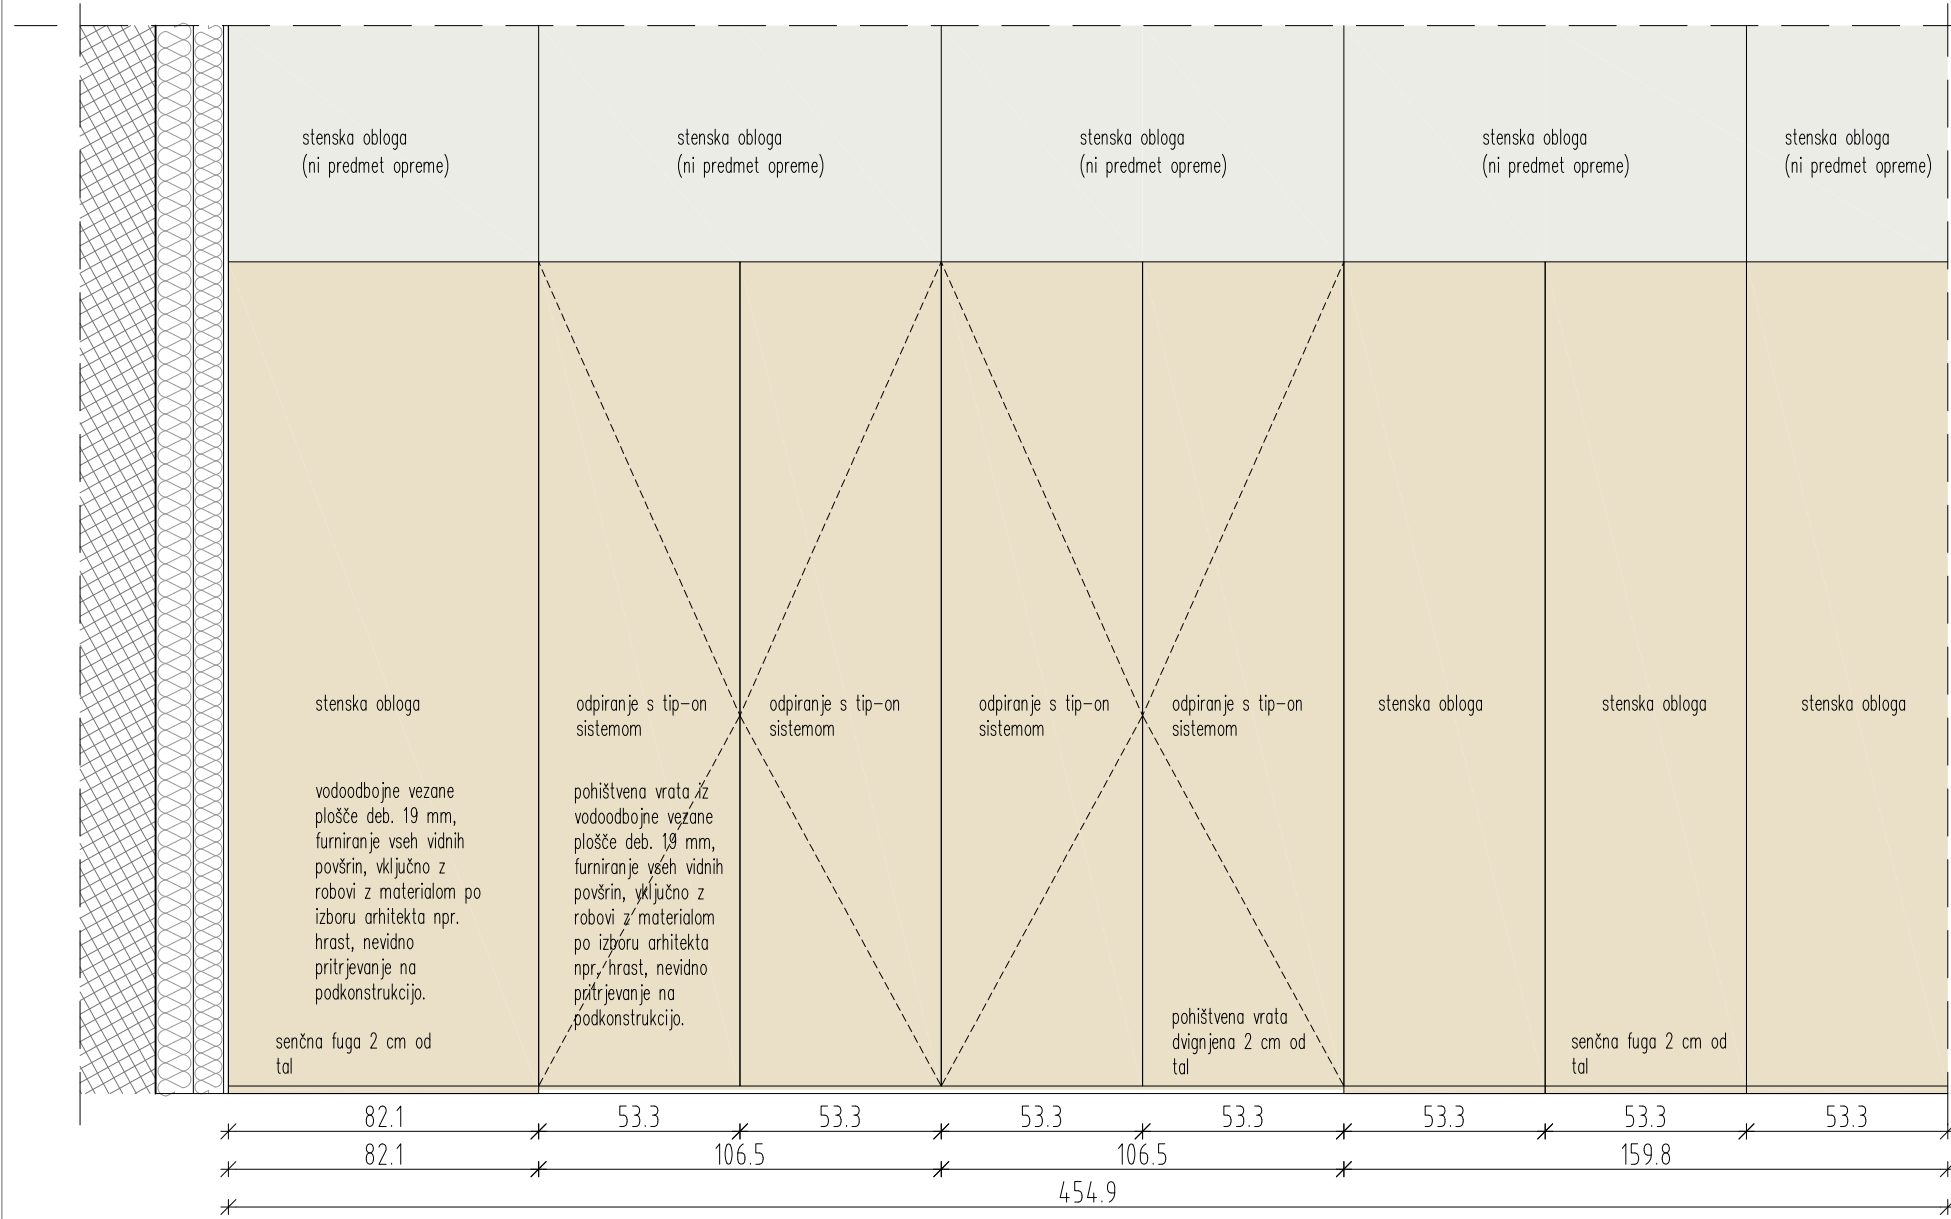 stenska obloga
(ni predmet opreme)
stenska obloga
(ni predmet opreme)
stenska obloga
(ni predmet opreme)
stenska obloga
(ni predmet opreme)
stenska obloga
(ni predmet opreme)
stenska obloga
odpiranje s tip-on
sistemom
odpiranje s tip-on
sistemom
odpiranje s tip-on
sistemom
odpiranje s tip-on
sistemom
stenska obloga
stenska obloga
stenska obloga
vodoodbojne vezane
plošče deb. 19 mm,
furniranje vseh vidnih
povšrin, vključno z
robovi z materialom po
izboru arhitekta npr.
hrast, nevidno
pritrjevanje na
podkonstrukcijo.
pohištvena vrata iz
vodoodbojne vezane
plošče deb. 19 mm,
furniranje vseh vidnih
povšrin, vključno z
robovi z materialom
po izboru arhitekta
npr. hrast, nevidno
pritrjevanje na
podkonstrukcijo.
senčna fuga 2 cm od
tal
pohištvena vrata
dvignjena 2 cm od
tal
senčna fuga 2 cm od
tal
82.1 53.3 53.3 53.3 53.3 53.3 53.3 53.3
82.1 106.5 106.5 159.8
454.9